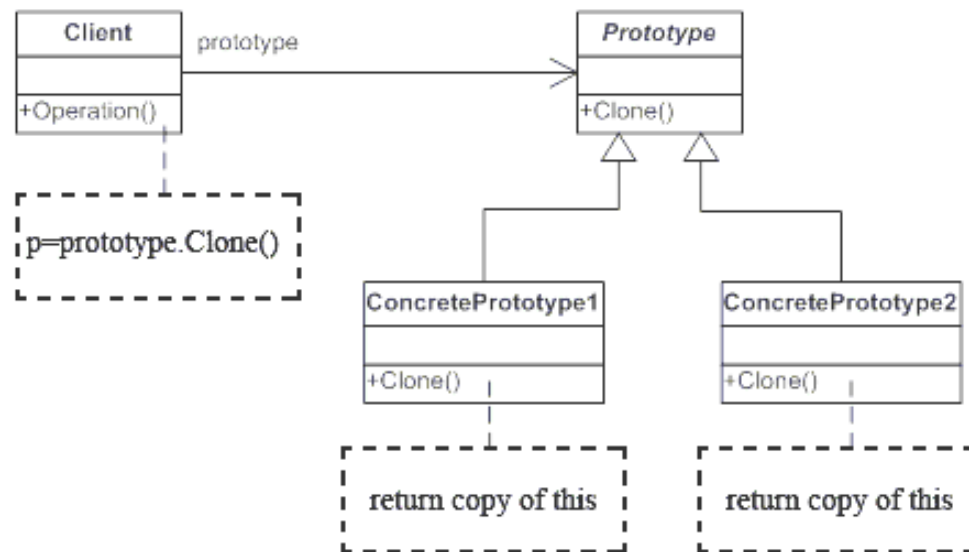 Client
prototype
Prototype
+Operation()
+Clone()
p=prototype.Clone()
ConcretePrototype1
ConcretePrototype2
+Clone()
+Clone()
return copy of this
return copy of this